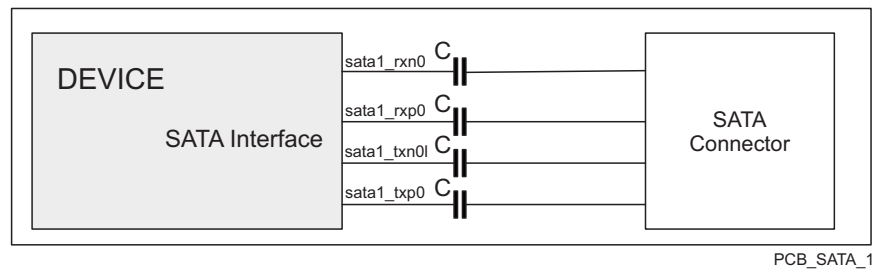 DEVICE
SATA Interface
sata1_rxn0
C
sata1_rxp0
C
sata1_txn0l
C
sata1_txp0
C
SATA
Connector
PCB_SATA_1